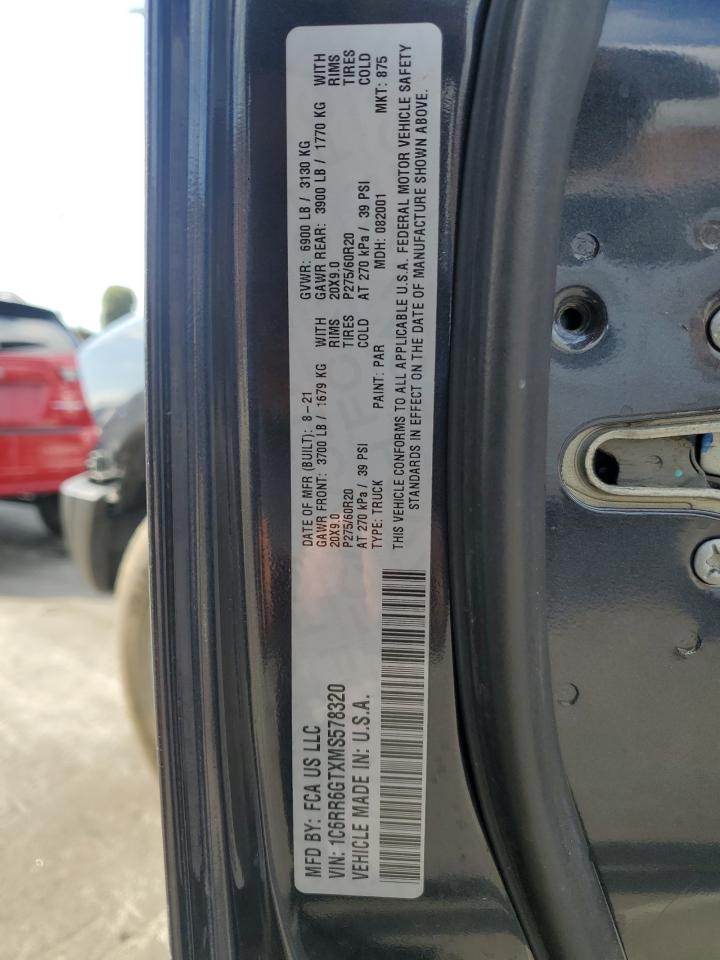 MFD BY: FCA US LLC
VIN: 1C6RR6GTXMS578320
VEHICLE MADE IN: U.S.A.
DATE OF MFR (BUILT): 8-21 GVWR: 6900 LB / 3130 KG
GAWR FRONT: 3700 LB / 1679 KG WITH GAWR REAR: 3900 LB / 1770 KG WITH
20X9.0 RIMS 20X9.0 RIMS
P275/60R20 TIRES P275/60R20 TIRES
AT 270 kPa / 39 PSI COLD AT 270 kPa / 39 PSI COLD
TYPE: TRUCK PAINT: PAR MDH: 082001 MKT: 875
THIS VEHICLE CONFORMS TO ALL APPLICABLE U.S.A. FEDERAL MOTOR VEHICLE SAFETY
STANDARDS IN EFFECT ON THE DATE OF MANUFACTURE SHOWN ABOVE.